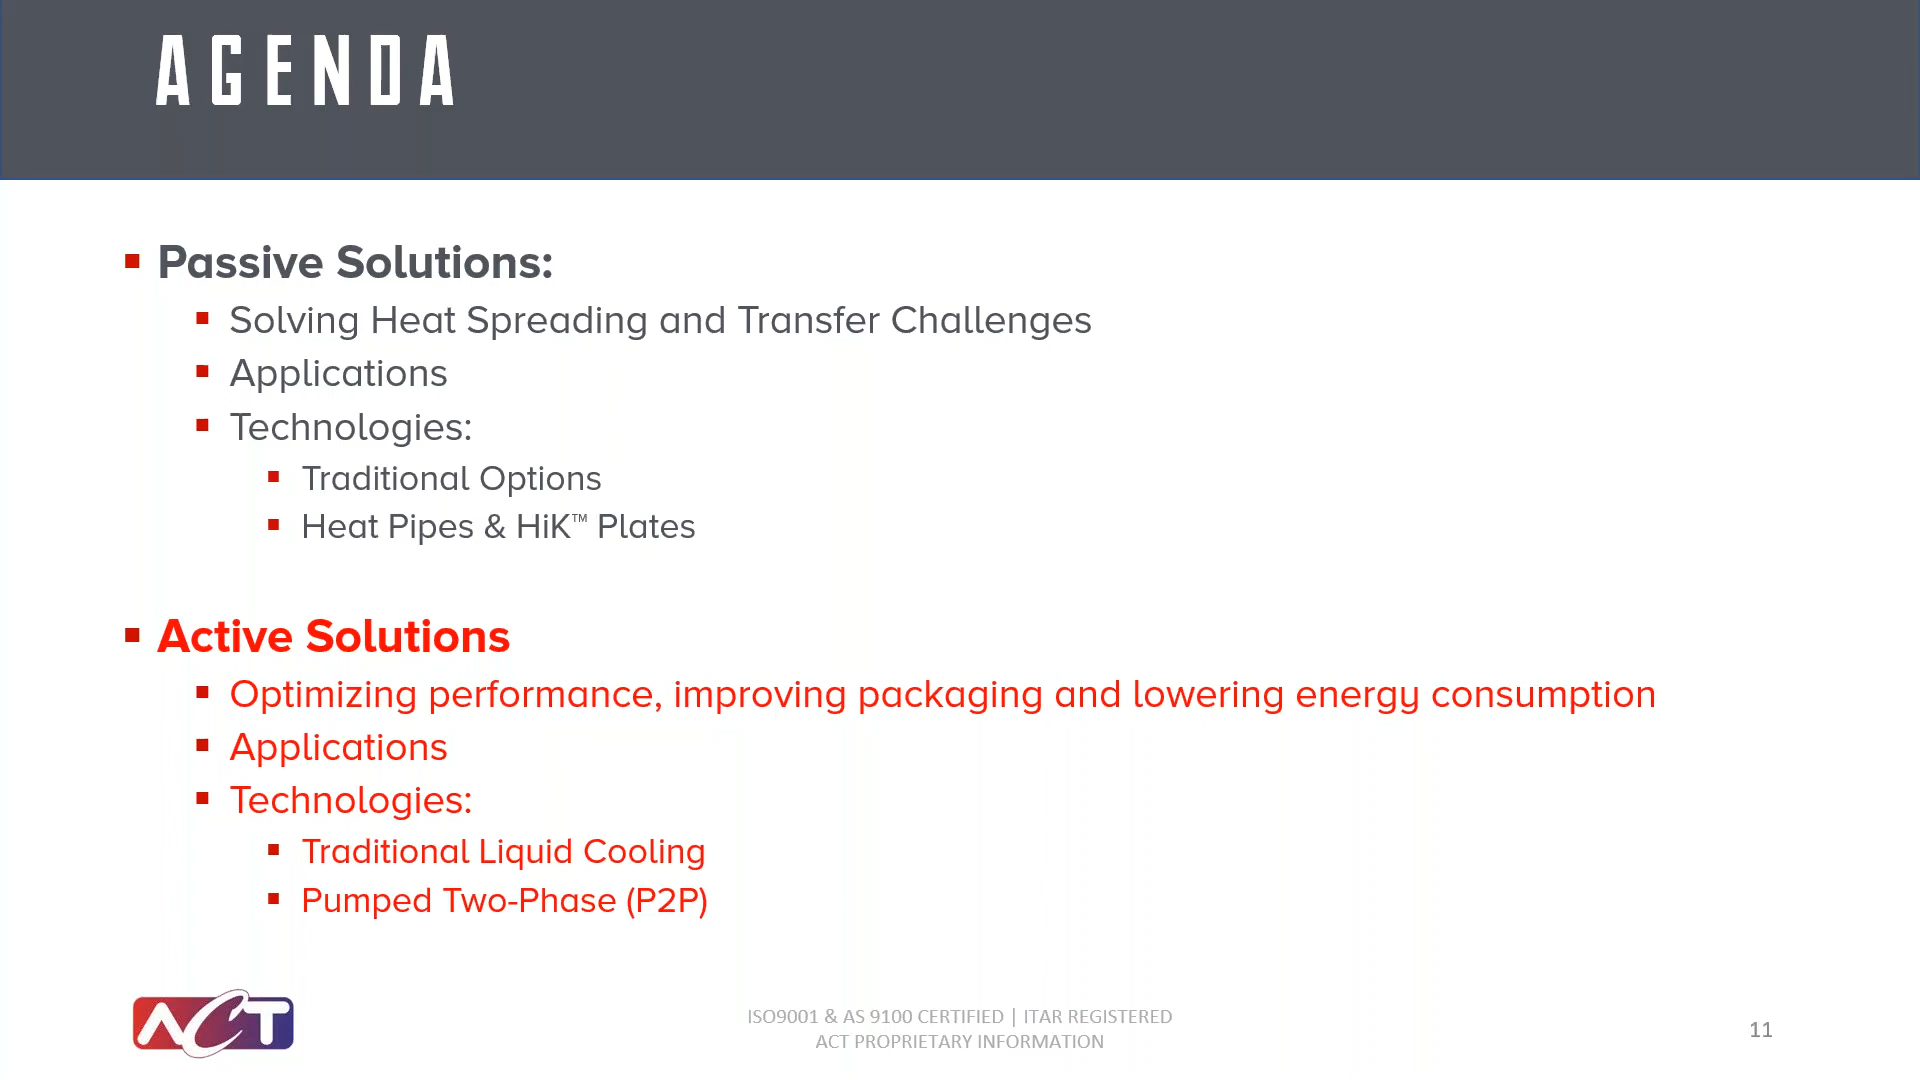 AGENDA
Passive Solutions:
Solving Heat Spreading and Transfer Challenges
Applications
Technologies:
Traditional Options
Heat Pipes & HiK™ Plates
Active Solutions
Optimizing performance, improving packaging and lowering energy consumption
Applications
Technologies:
Traditional Liquid Cooling
Pumped Two-Phase (P2P)
ACT
ISO9001 & AS 9100 CERTIFIED | ITAR REGISTERED
ACT PROPRIETARY INFORMATION
11